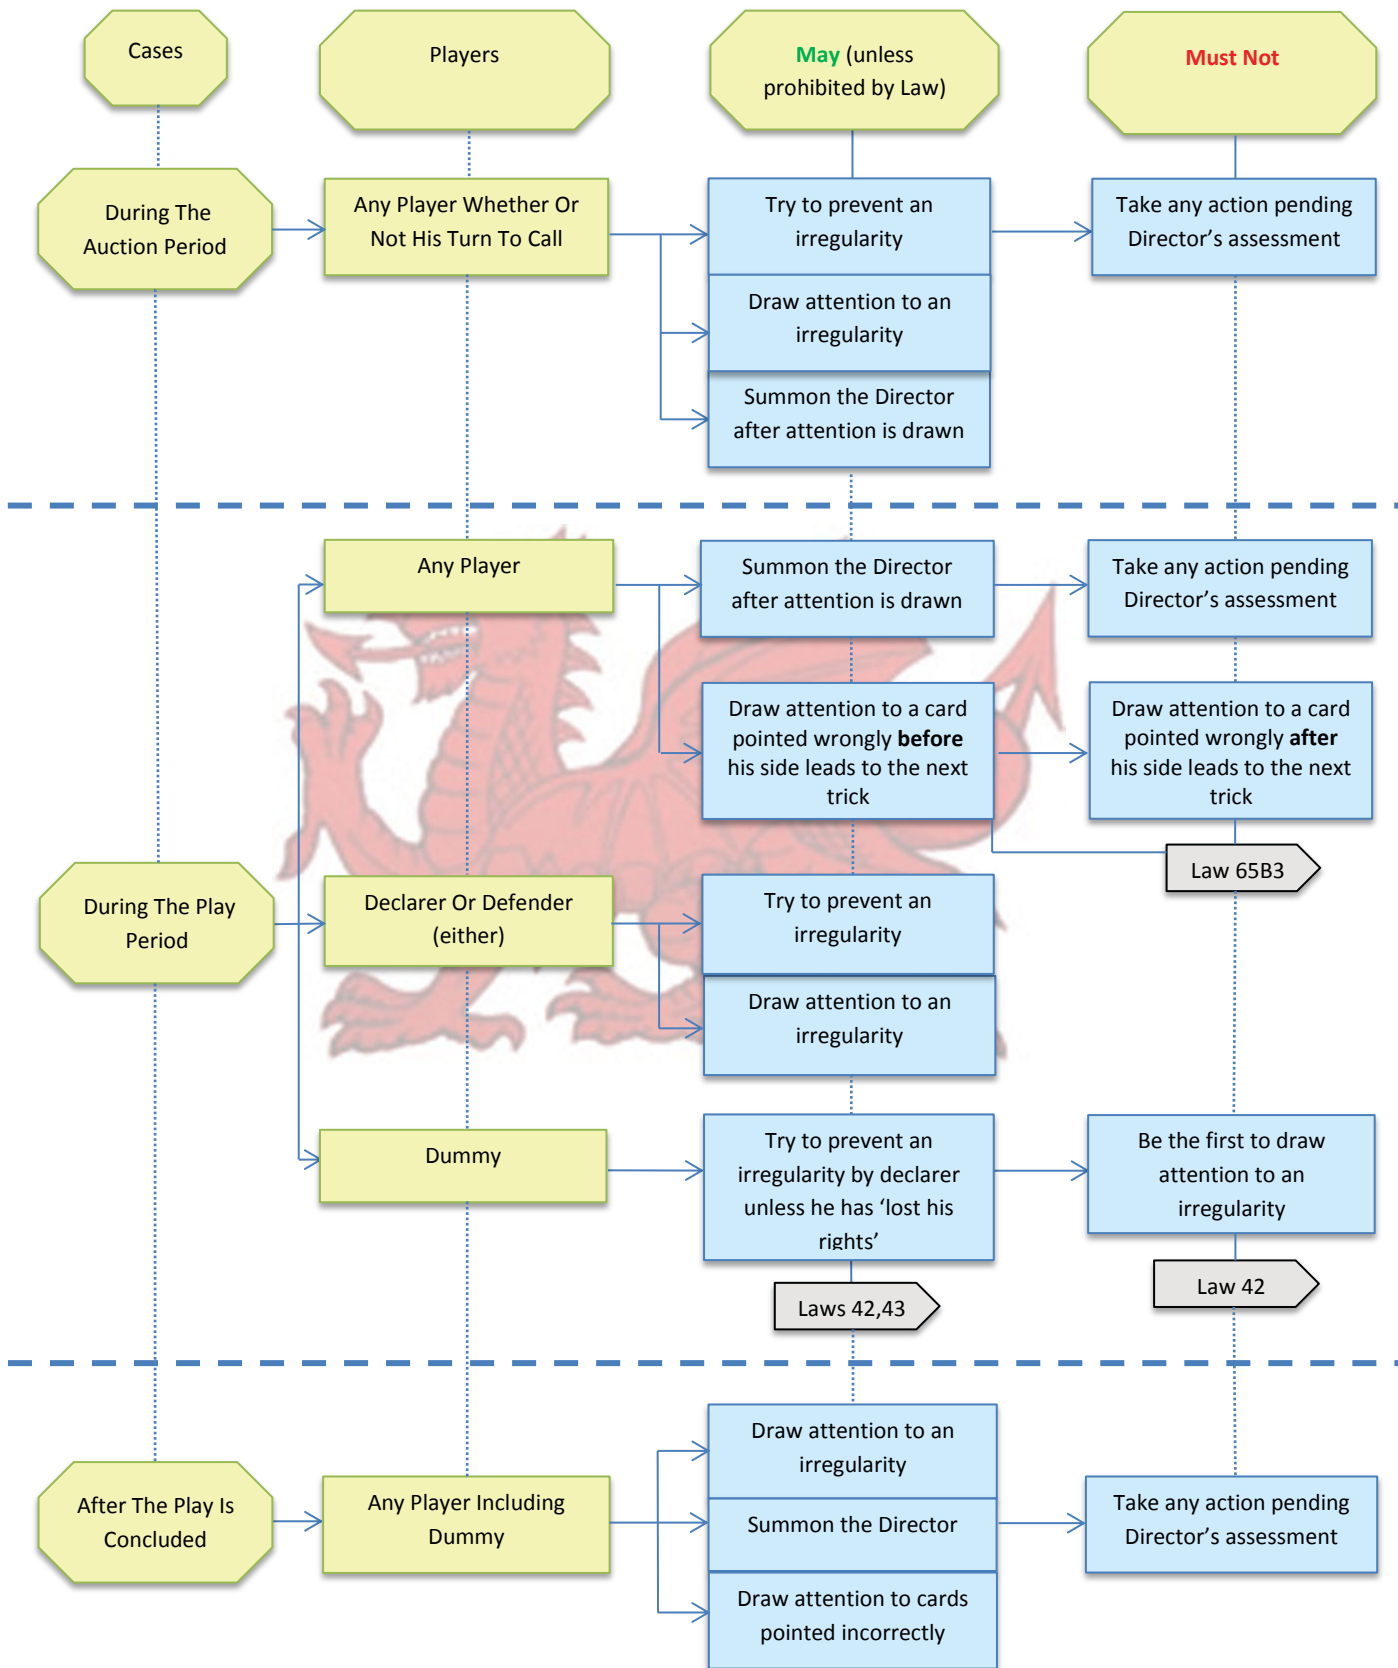 Cases
Players
May (unless
prohibited by Law)
Must Not
During The
Auction Period
Any Player Whether Or
Not His Turn To Call
Try to prevent an
irregularity
Take any action pending
Director’s assessment
Draw attention to an
irregularity
Summon the Director
after attention is drawn
Any Player
Summon the Director
after attention is drawn
Take any action pending
Director’s assessment
Draw attention to a card
pointed wrongly before
his side leads to the next
trick
Draw attention to a card
pointed wrongly after
his side leads to the next
trick
Law 65B3
During The Play
Period
Declarer Or Defender
(either)
Try to prevent an
irregularity
Draw attention to an
irregularity
Dummy
Try to prevent an
irregularity by declarer
unless he has ‘lost his
rights’
Be the first to draw
attention to an
irregularity
Laws 42,43
Law 42
After The Play Is
Concluded
Any Player Including
Dummy
Draw attention to an
irregularity
Summon the Director
Draw attention to cards
pointed incorrectly
Take any action pending
Director’s assessment